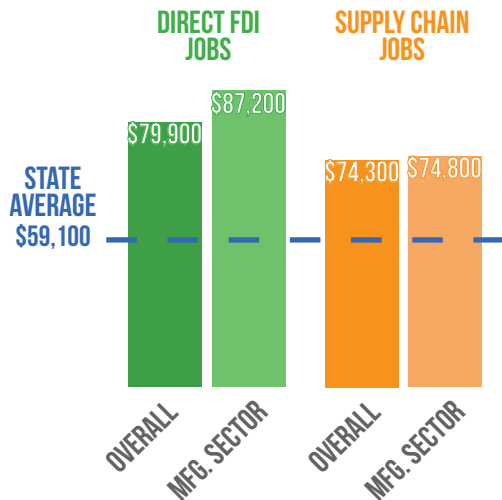 DIRECT FDI
JOBS
SUPPLY CHAIN
JOBS
$79,900
$87,200
$74,300
$74,800
STATE
AVERAGE
$59,100
OVERALL
MFG. SECTOR
OVERALL
MFG. SECTOR